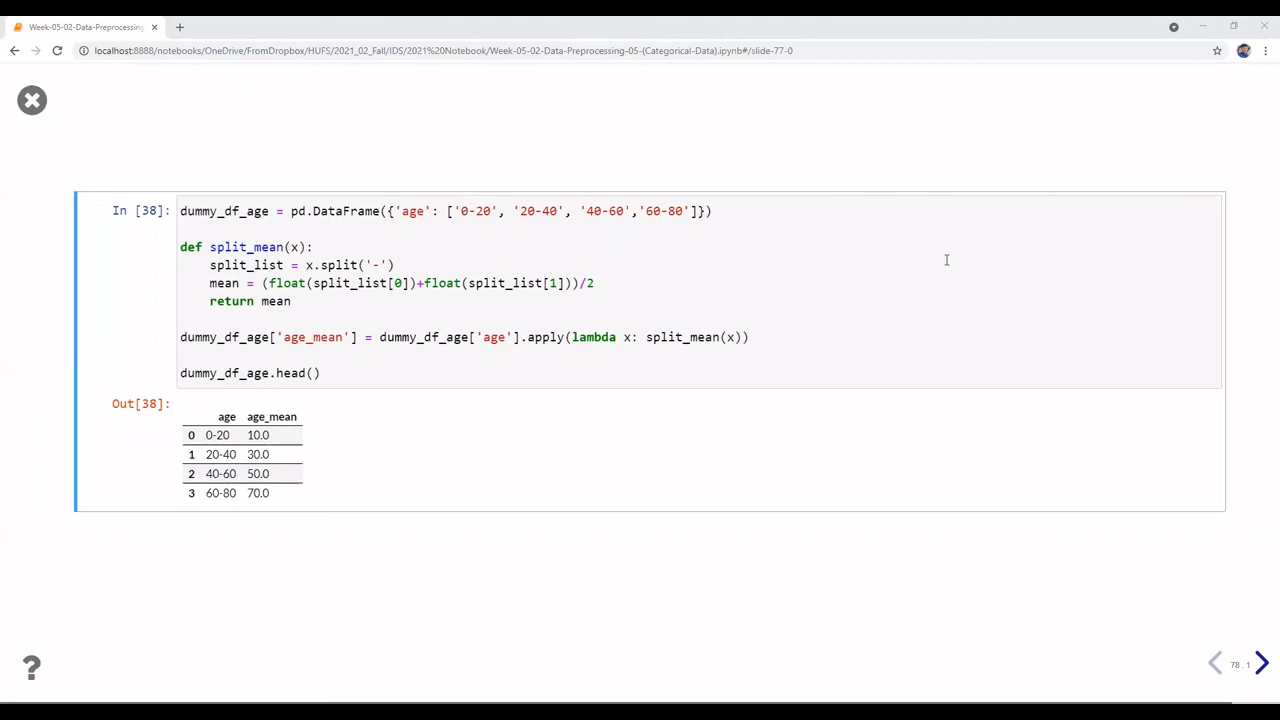 Week-05-02-Data-Preprocessing
localhost:8888/notebooks/OneDrive/FromDropbox/HUFS/2021_02_Fall/IDS/2021%20Notebook/Week-05-02-Data-Preprocessing-05-(Categorical-Data).ipynb#/slide-77-0
In [38]: dummy_df_age = pd.DataFrame({'age': ['0-20', '20-40', '40-60','60-80']})
def split_mean(x):
split_list = x.split('-')
mean = (float(split_list[0])+float(split_list[1]))/2
return mean
dummy_df_age['age_mean'] = dummy_df_age['age'].apply(lambda x: split_mean(x))
dummy_df_age.head()
Out[38]:
age age_mean
0 0-20 10.0
1 20-40 30.0
2 40-60 50.0
3 60-80 70.0
?
78.1